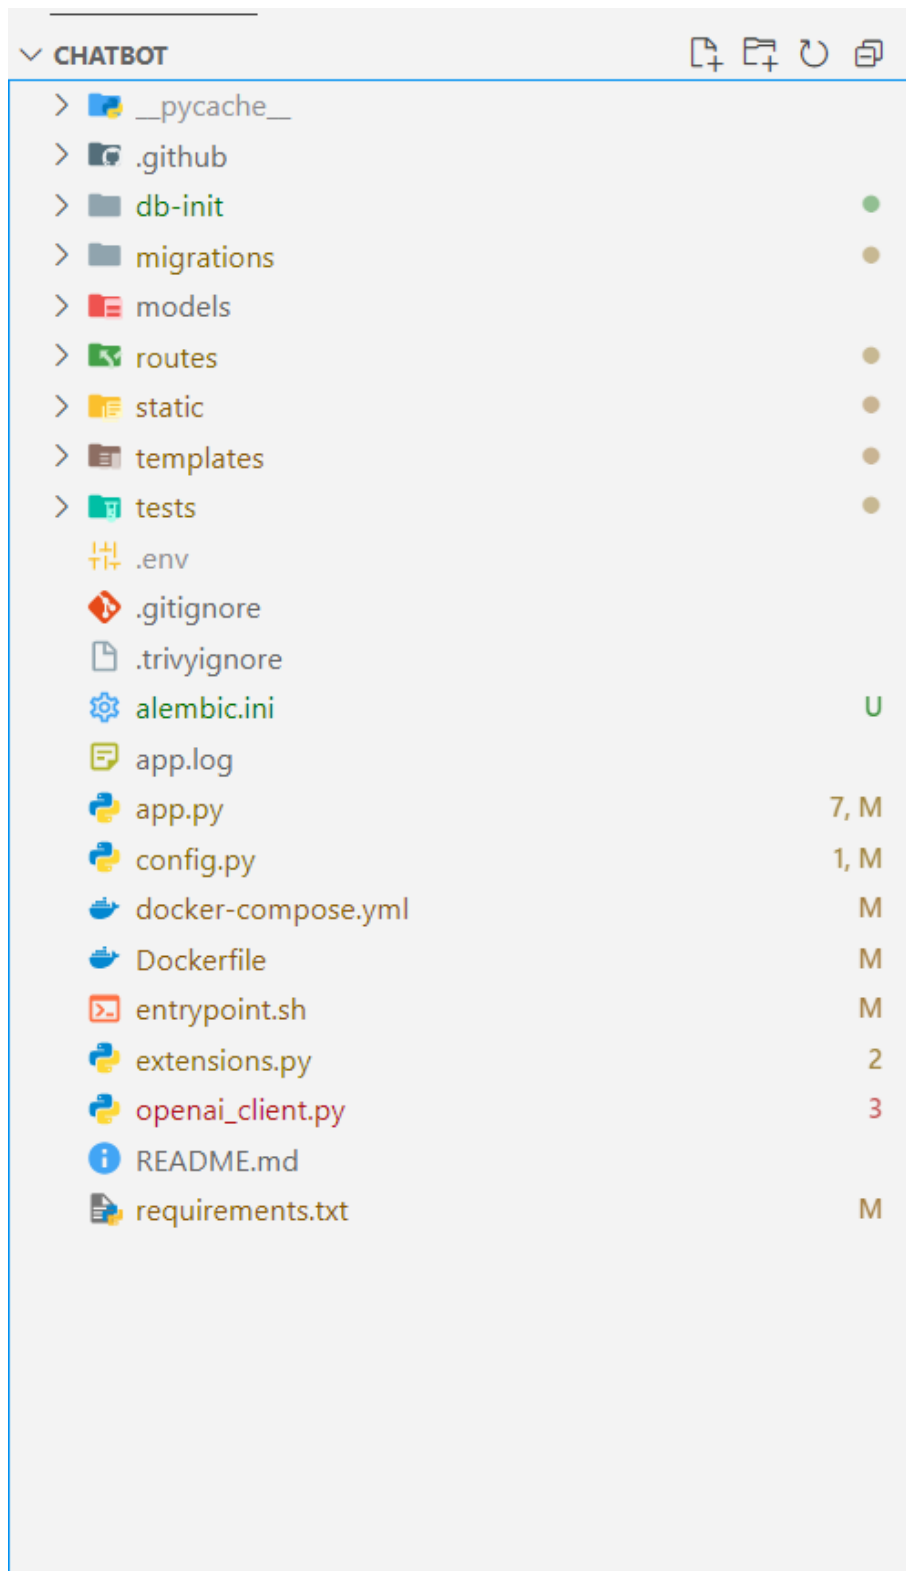 CHATBOT
__pycache__
.github
db-init
migrations
models
routes
static
templates
tests
.env
.gitignore
.trivyignore
alembic.ini U
app.log
app.py 7, M
config.py 1, M
docker-compose.yml M
Dockerfile M
entrypoint.sh M
extensions.py 2
openai_client.py 3
README.md
requirements.txt M